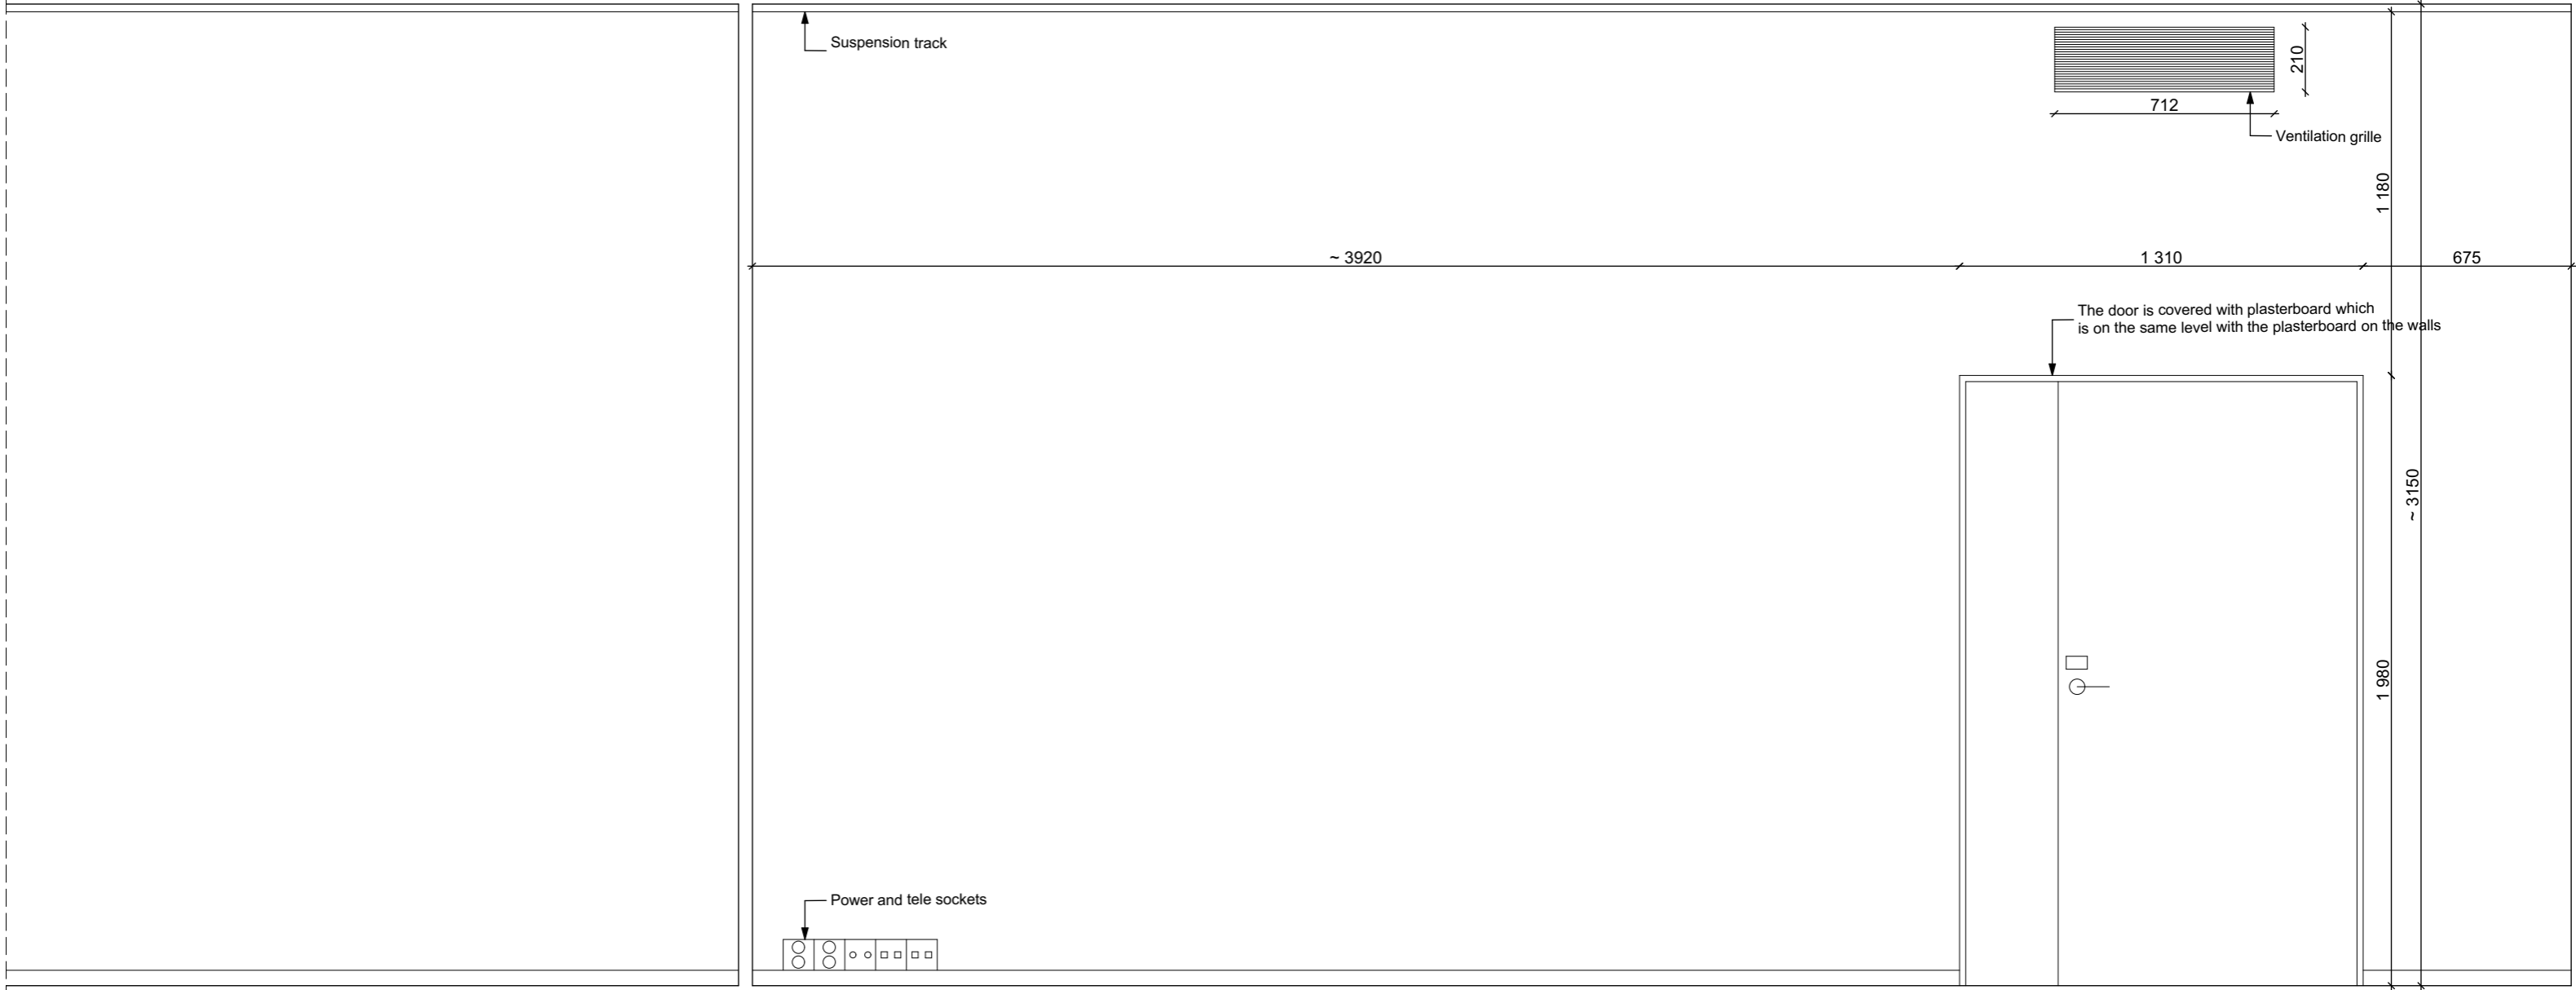 Suspension track
210
712
Ventilation grille
1 180
~ 3920
1 310
675
The door is covered with plasterboard which
is on the same level with the plasterboard on the walls
~ 3150
1 980
Power and tele sockets